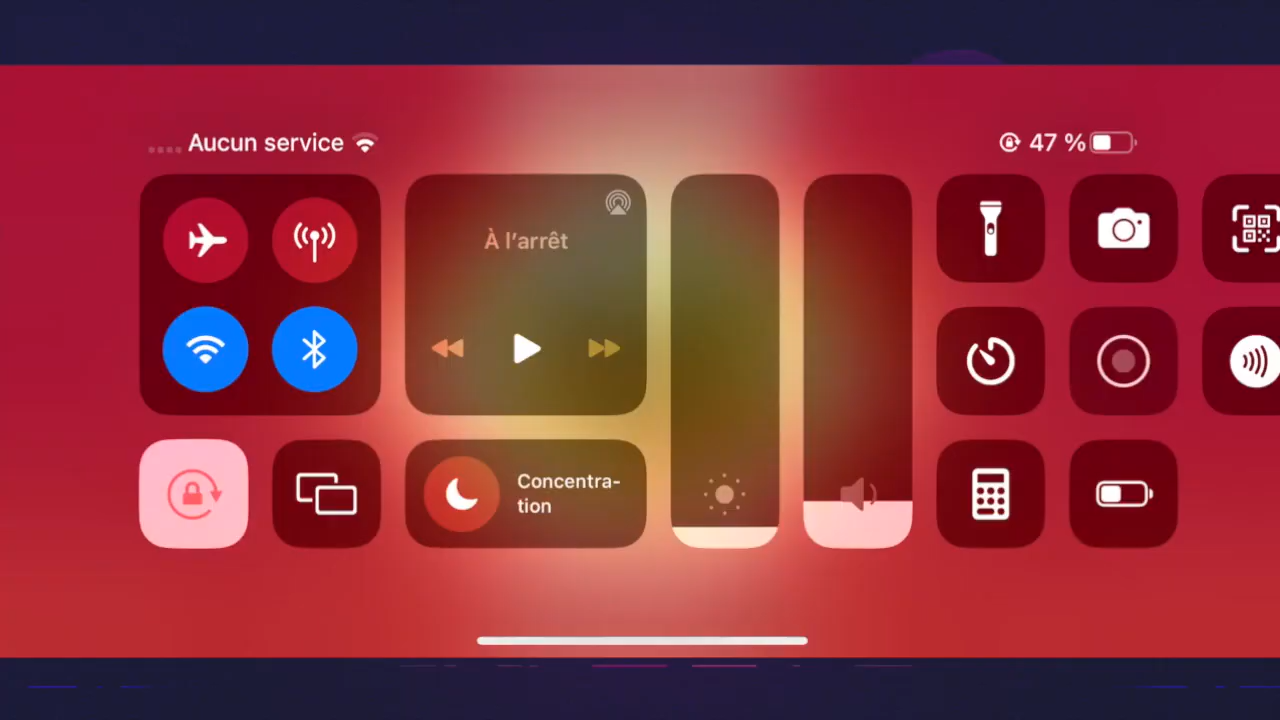 Aucun service
47 %
À l’arrêt
Concentra-
tion